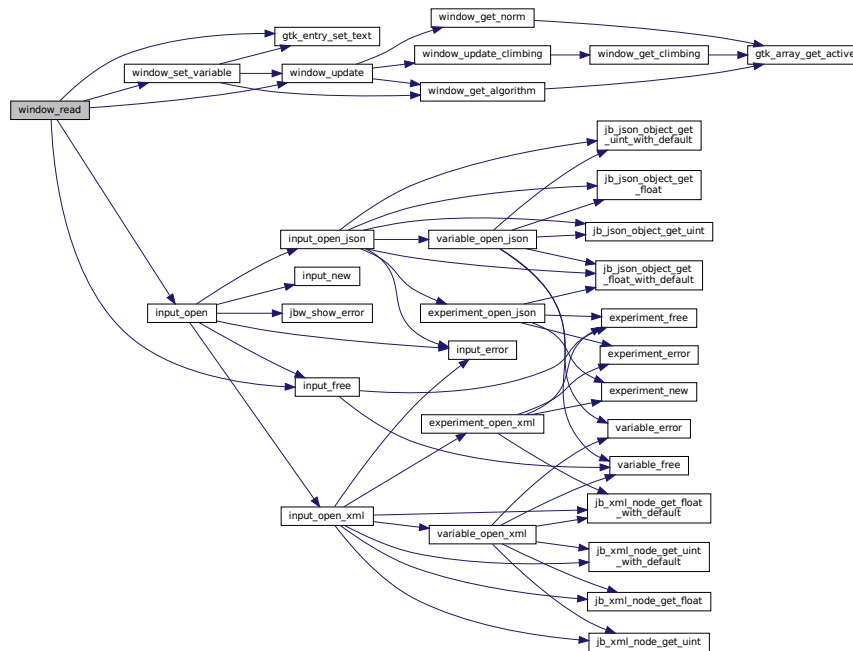 window_get_norm
gtk_entry_set_text
window_update_climbing
window_get_climbing
gtk_array_get_active
window_set_variable
window_update
window_get_algorithm
window_read
jb_json_object_get
_uint_with_default
jb_json_object_get
_float
jb_json_object_get_uint
input_open_json
variable_open_json
jb_json_object_get
_float_with_default
input_new
input_open
jbw_show_error
experiment_open_json
experiment_free
input_error
experiment_error
input_free
experiment_new
experiment_open_xml
variable_error
variable_free
jb_xml_node_get_float
_with_default
input_open_xml
variable_open_xml
jb_xml_node_get_uint
_with_default
jb_xml_node_get_float
jb_xml_node_get_uint